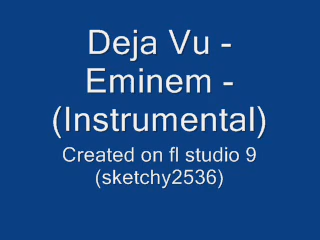 Deja Vu -
Eminem -
(Instrumental)
Created on fl studio 9
(sketchy2536)